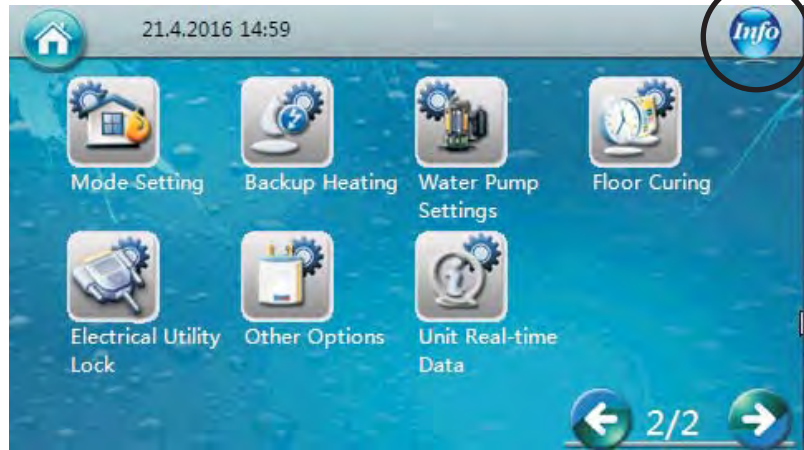 21.4.2016 14:59
Info
Mode Setting
Backup Heating
Water Pump
Settings
Floor Curing
Electrical Utility
Lock
Other Options
Unit Real-time
Data
2/2